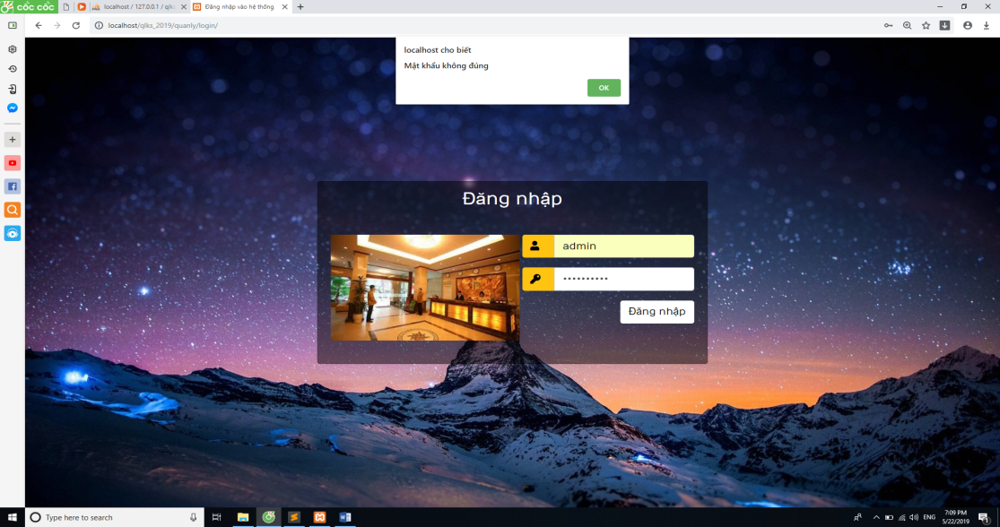 cốc cốc
localhost / 127.0.0.1 / qlks
Đăng nhập vào hệ thống
localhost/qlks_2019/quanly/login/
localhost cho biết
Mật khẩu không đúng
OK
Đăng nhập
admin
••••••••••
Đăng nhập
Type here to search
ENG
7:09 PM
5/22/2019